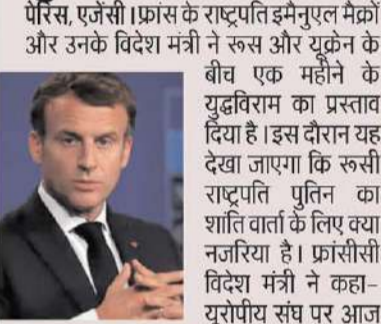 पेरिस, एजेंसी । फ्रांस के राष्ट्रपति इमैनुएल मैक्रों
और उनके विदेश मंत्री ने रूस और यूक्रेन के
बीच एक महीने के
युद्धविराम का प्रस्ताव
दिया है । इस दौरान यह
देखा जाएगा कि रूसी
राष्ट्रपति पुतिन का
शांति वार्ता के लिए क्या
नजरिया है । फ्रांसीसी
विदेश मंत्री ने कहा-
यूरोपीय संघ पर आज